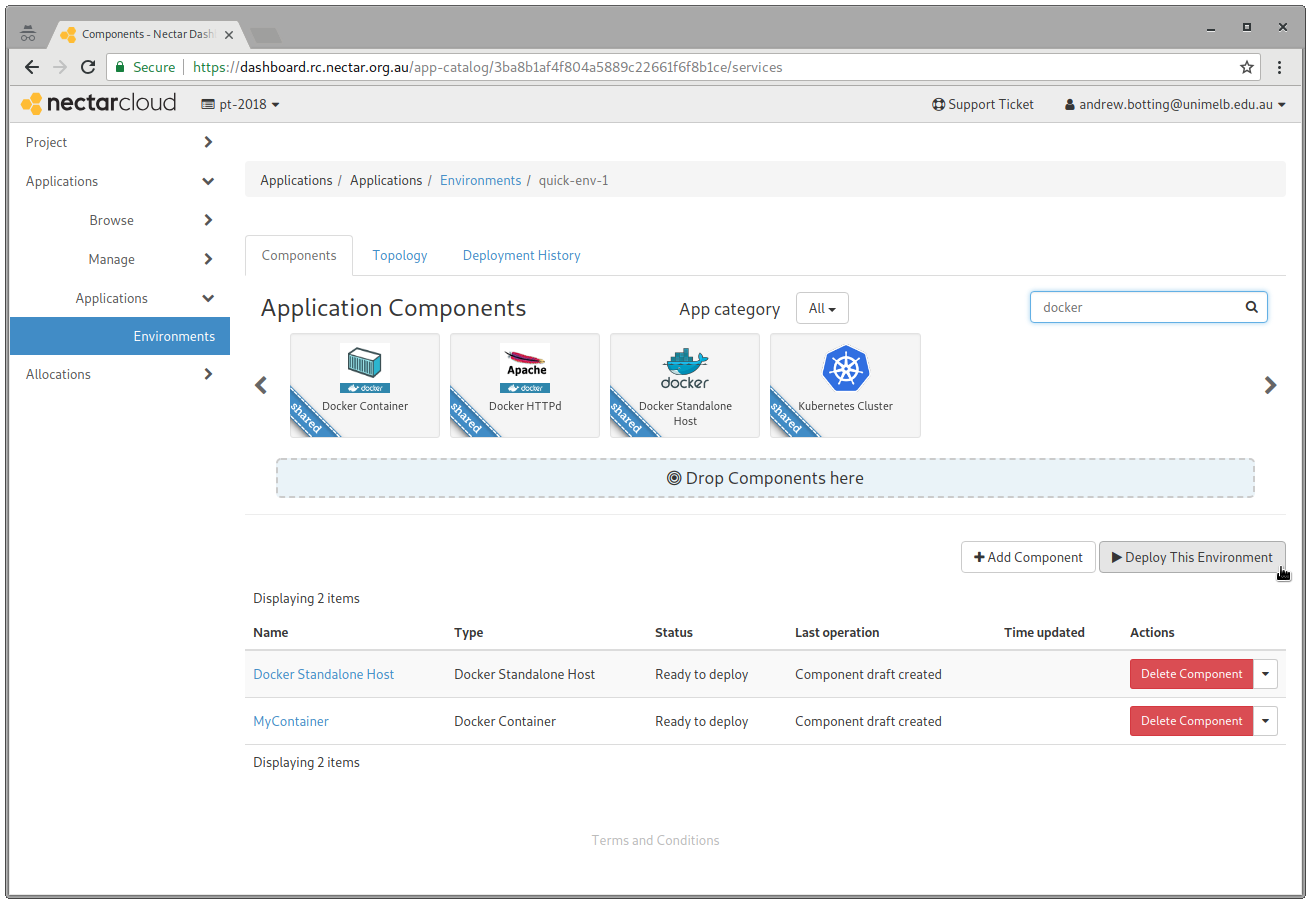 Components - Nectar Dash
Secure https://dashboard.rc.nectar.org.au/app-catalog/3ba8b1af4f804a5889c22661f6f8b1ce/services
nectarcloud pt-2018 Support Ticket andrew.botting@unimelb.edu.au
Project
Applications
Browse
Manage
Applications
Environments
Allocations
Applications / Applications / Environments / quick-env-1
Components Topology Deployment History
Application Components App category All docker
docker Apache docker docker
shared shared shared shared
Docker Container Docker HTTPd Docker Standalone Host Kubernetes Cluster
Drop Components here
Add Component Deploy This Environment
Displaying 2 items
Name Type Status Last operation Time updated Actions
Docker Standalone Host Docker Standalone Host Ready to deploy Component draft created Delete Component
MyContainer Docker Container Ready to deploy Component draft created Delete Component
Displaying 2 items
Terms and Conditions